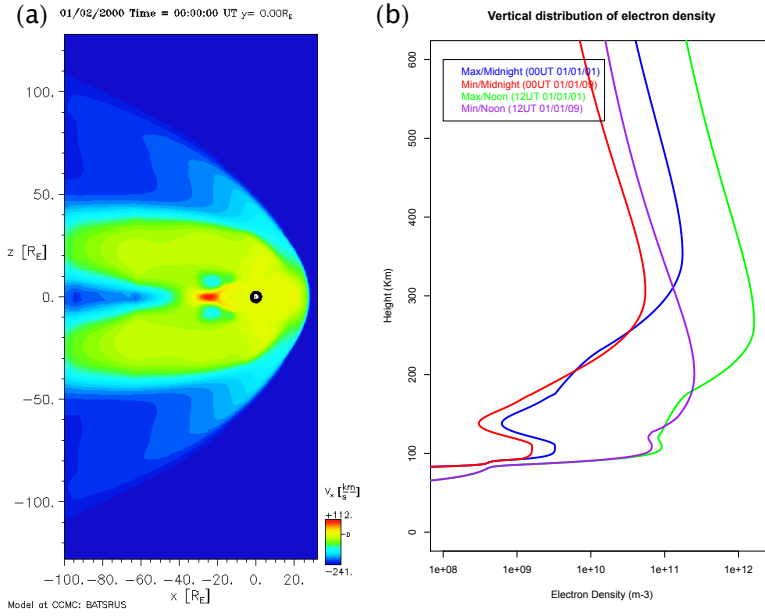 (a)
01/02/2000 Time = 00:00:00 UT y= 0.00RE
100.
50.
z [RE]
0.
−50.
−100.
−100. −80. −60. −40. −20. 0. 20.
x [RE]
Vx [km/s]
+112.
0
−241.
Model at CCMC: BATSRUS
(b)
Vertical distribution of electron density
Max/Midnight (00UT 01/01/01)
Min/Midnight (00UT 01/01/09)
Max/Noon (12UT 01/01/01)
Min/Noon (12UT 01/01/09)
600
500
400
300
200
100
0
Height (Km)
1e+08 1e+09 1e+10 1e+11 1e+12
Electron Density (m-3)